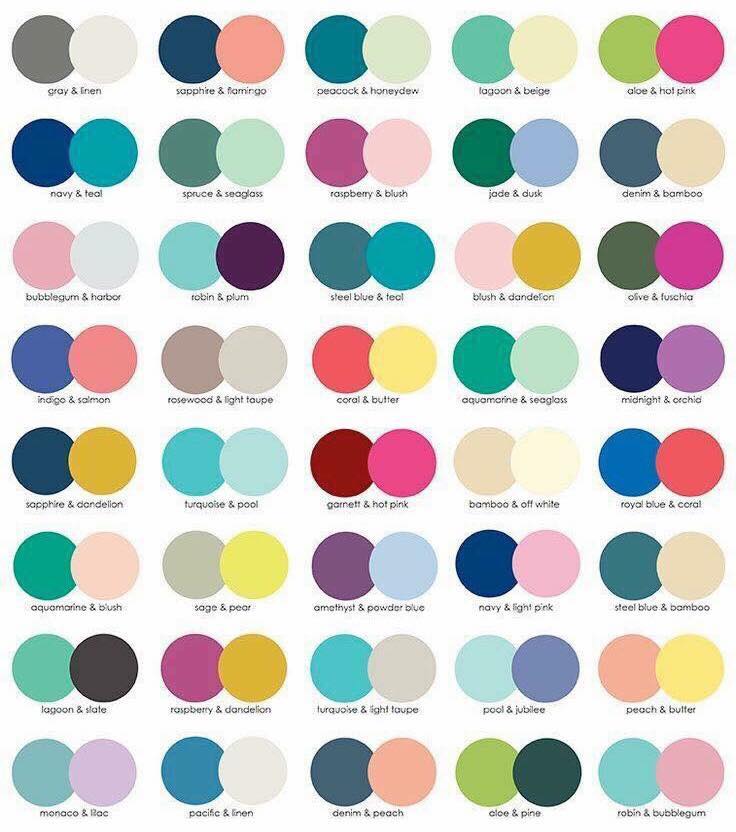 gray & linen
sapphire & flamingo
peacock & honeydew
lagoon & beige
aloe & hot pink
navy & teal
spruce & seaglass
raspberry & blush
jade & dusk
denim & bamboo
bubblegum & harbor
robin & plum
steel blue & teal
blush & dandelion
olive & fuschia
indigo & salmon
rosewood & light taupe
coral & butter
aquamarine & seaglass
midnight & orchid
sapphire & dandelion
turquoise & pool
garnett & hot pink
bamboo & off white
royal blue & coral
aquamarine & blush
sage & pear
amethyst & powder blue
navy & light pink
steel blue & bamboo
lagoon & slate
raspberry & dandelion
turquoise & light taupe
pool & jubilee
peach & butter
monaco & lilac
pacific & linen
denim & peach
aloe & pine
robin & bubblegum